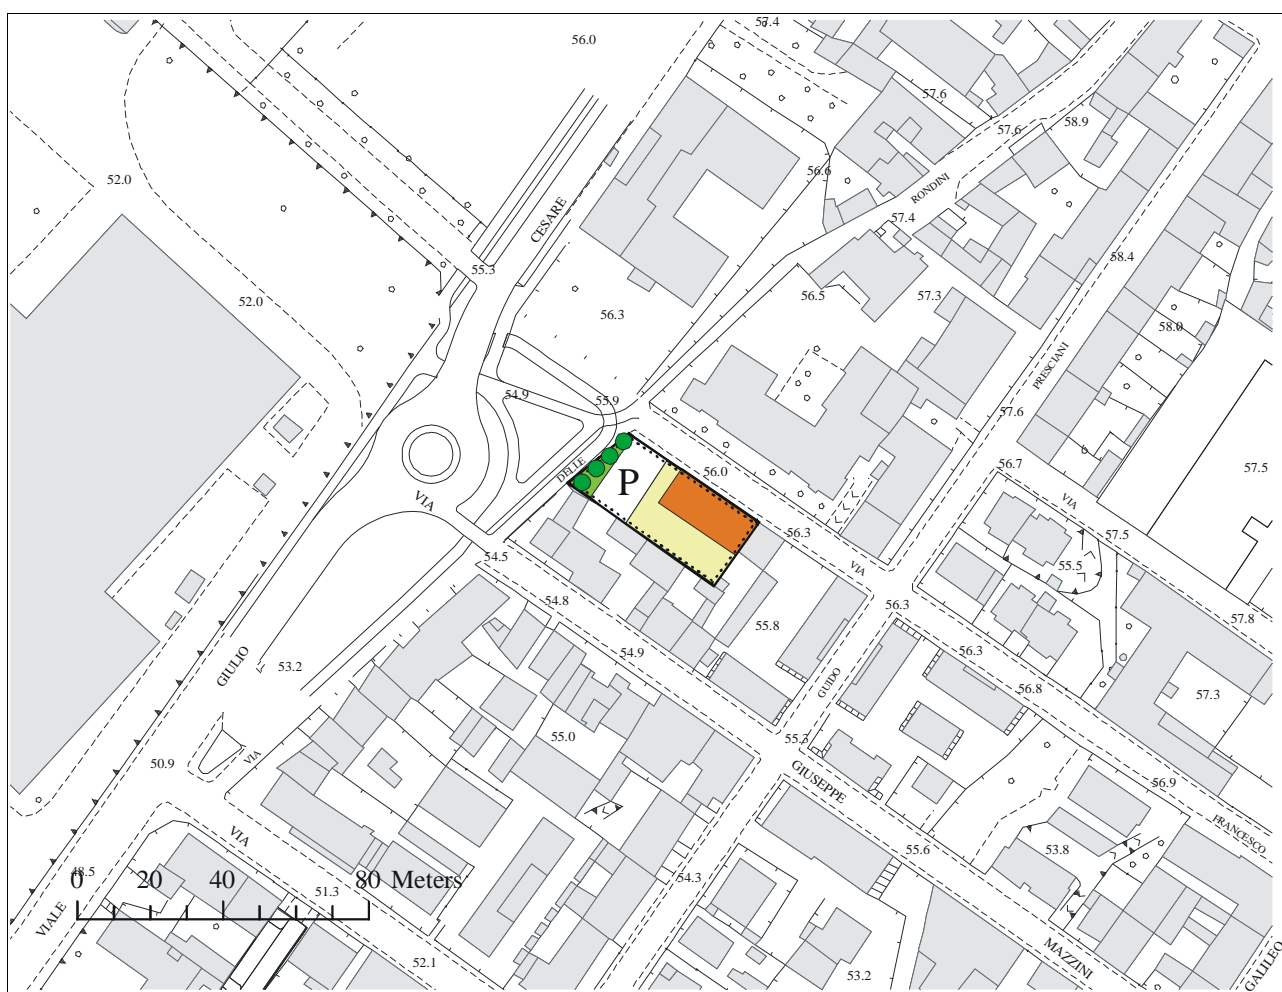 57.4
56.0
57.6
58.9
57.6
56.6
52.0
RONDINI
57.4
CESARE
58.4
55.3
56.5
57.3
52.0
56.3
58.0
PRESCIANI
54.9
55.9
57.6
56.7
57.5
DELLE
56.0
P
VIA
VIA
56.3
57.5
54.5
VIA
55.5
54.8
56.3
57.8
55.8
54.9
56.3
GIULIO
53.2
GUIDO
56.8
57.3
55.0
55.3
50.9
VIA
GIUSEPPE
56.9
VIA
FRANCESCO
55.6
53.8
48.5
0 20 40 80 Meters
51.3
54.3
VIALE
52.1
53.2
MAZZINI
GALILEO